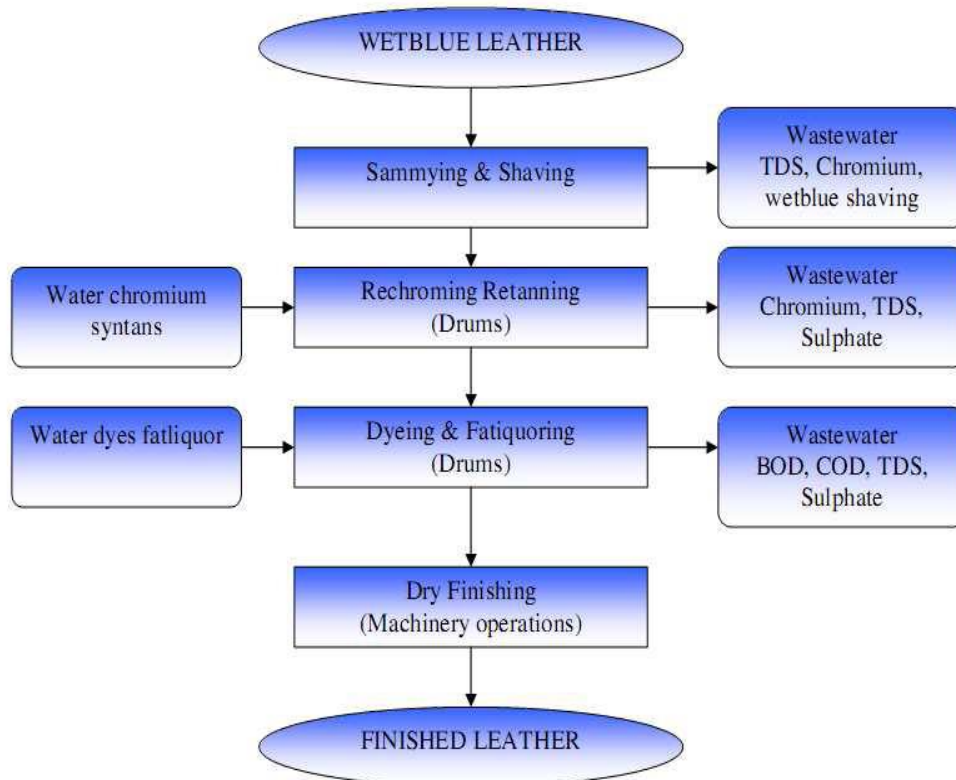 WETBLUE LEATHER
Sammying & Shaving
Wastewater
TDS, Chromium,
wetblue shaving
Water chromium
syntans
Rechroming Retanning
(Drums)
Wastewater
Chromium, TDS,
Sulphate
Water dyes fatliquor
Dyeing & Fatiquoring
(Drums)
Wastewater
BOD, COD, TDS,
Sulphate
Dry Finishing
(Machinery operations)
FINISHED LEATHER